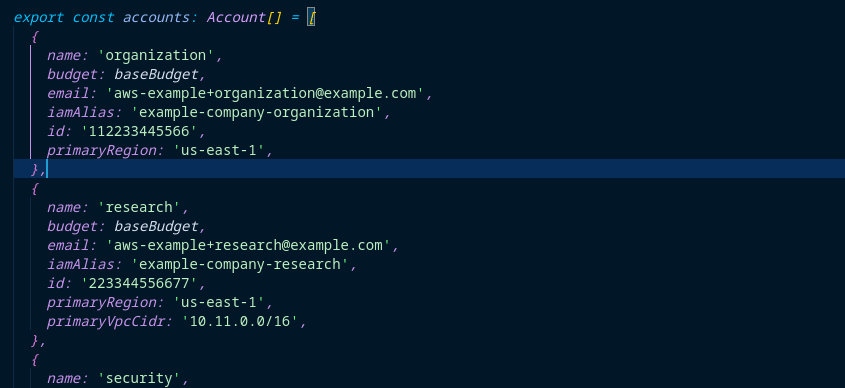 export const accounts: Account[] = [
{
name: 'organization',
budget: baseBudget,
email: 'aws-example+organization@example.com',
iamAlias: 'example-company-organization',
id: '112233445566',
primaryRegion: 'us-east-1',
},
{
name: 'research',
budget: baseBudget,
email: 'aws-example+research@example.com',
iamAlias: 'example-company-research',
id: '223344556677',
primaryRegion: 'us-east-1',
primaryVpcCidr: '10.11.0.0/16',
},
{
name: 'security',